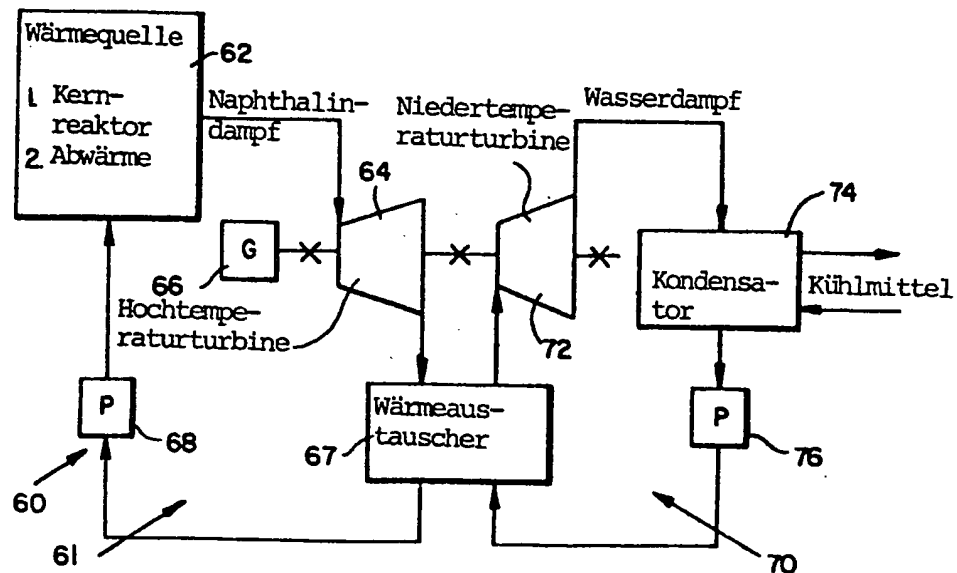 Wärmequelle
62
1. Kern-
reaktor
2. Abwärme
Naphthalin-
dampf
Niedertempe-
raturturbine
Wasserdampf
64
74
G
66
Hochtempe-
raturturbine
72
Kondensa-
tor
Kühlmittel
P
68
Wärmeaus-
tauscher
67
P
76
60
61
70